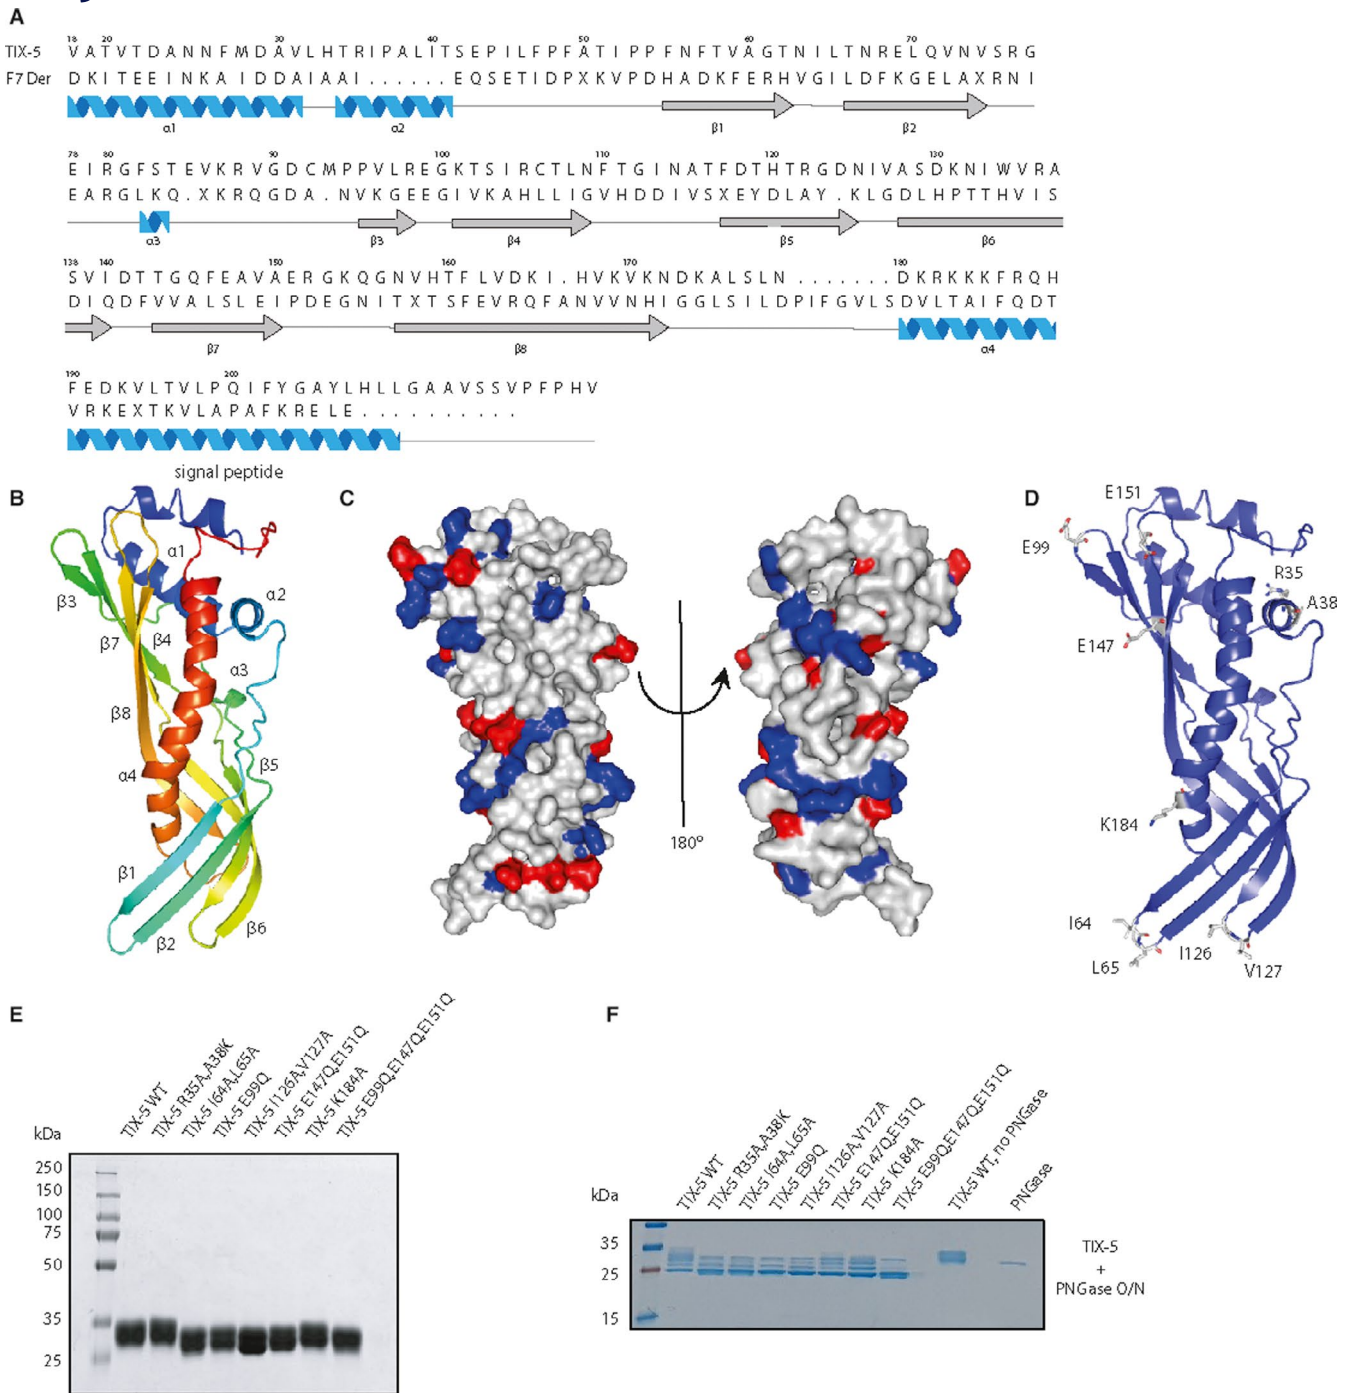 A
18 20 30 40 50 60 70
TIX-5 V A T V T D A N N F M D A V L H T R I P A L I T S E P I L F P F A T I P P F N F T V A G T N I L T N R E L Q V N V S R G
F7 Der D K I T E E I N K A I D D A I A A I . . . . . . E Q S E T I D P X K V P D H A D K F E R H V G I L D F K G E L A X R N I
α1 α2 β1 β2
78 80 90 100 110 120 130
E I R G F S T E V K R V G D C M P P V L R E G K T S I R C T L N F T G I N A T F D T H T R G D N I V A S D K N I W V R A
E A R G L K Q . X K R Q G D A . N V K G E E G I V K A H L L I G V H D D I V S X E Y D L A Y . K L G D L H P T T H V I S
α3 β3 β4 β5 β6
138 140 150 160 170 180
S V I D T T G Q F E A V A E R G K Q G N V H T F L V D K I . H V K V K N D K A L S L N . . . . . . . D K R K K K F R Q H
D I Q D F V V A L S L E I P D E G N I T X T S F E V R Q F A N V V N H I G G L S I L D P I F G V L S D V L T A I F Q D T
β7 β8 α4
190 200
F E D K V L T V L P Q I F Y G A Y L H L L G A A V S S V P F P H V
V R K E X T K V L A P A F K R E L E . . . . . . . . . .
signal peptide
B
α1
α2
β3
β7
β4
α3
β8
α4
β5
β1
β2
β6
C
180°
D
E151
E99
R35
A38
E147
K184
I64
L65
I126
V127
E
TIX-5 WT
TIX-5 R35A,A38K
TIX-5 I64A,L65A
TIX-5 E99Q
TIX-5 I126A,V127A
TIX-5 E147Q,E151Q
TIX-5 K184A
TIX-5 E99Q,E147Q,E151Q
kDa
250
150
100
75
50
35
25
F
TIX-5 WT
TIX-5 R35A,A38K
TIX-5 I64A,L65A
TIX-5 E99Q
TIX-5 I126A,V127A
TIX-5 E147Q,E151Q
TIX-5 K184A
TIX-5 E99Q,E147Q,E151Q
TIX-5 WT, no PNGase
PNGase
kDa
35
25
15
TIX-5
+
PNGase O/N